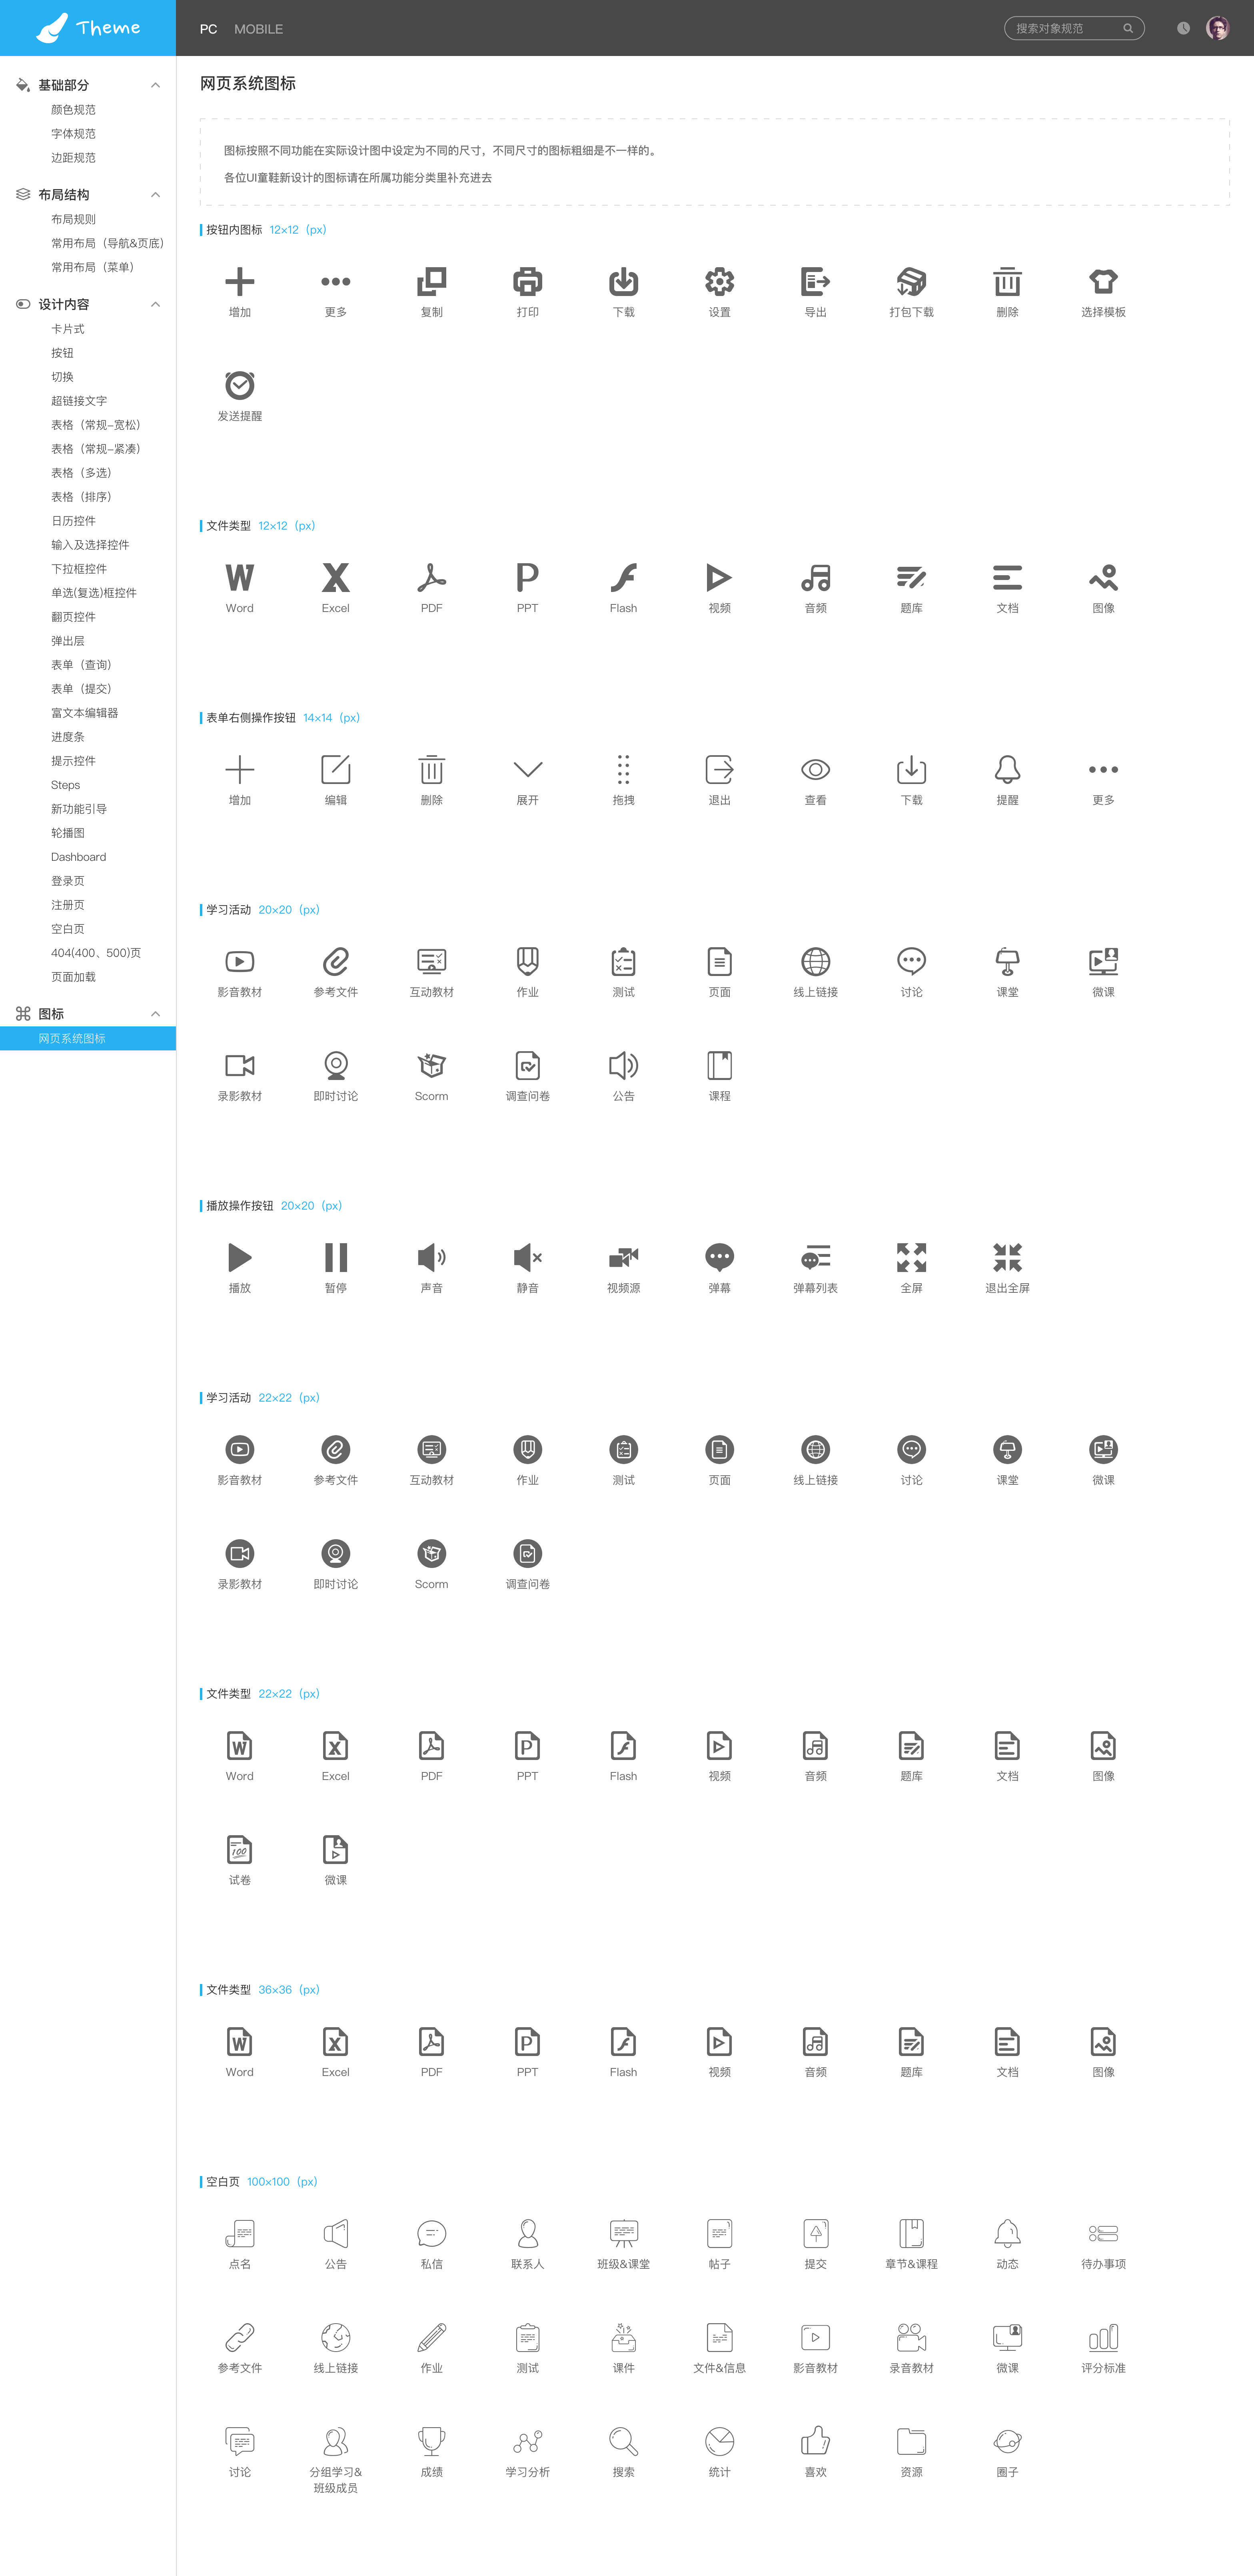 Theme
PC MOBILE
搜索对象规范
基础部分
颜色规范
字体规范
边距规范
布局结构
布局规则
常用布局（导航&页底）
常用布局（菜单）
设计内容
卡片式
按钮
切换
超链接文字
表格（常规-宽松）
表格（常规-紧凑）
表格（多选）
表格（排序）
日历控件
输入及选择控件
下拉框控件
单选(复选)框控件
翻页控件
弹出层
表单（查询）
表单（提交）
富文本编辑器
进度条
提示控件
Steps
新功能引导
轮播图
Dashboard
登录页
注册页
空白页
404(400、500)页
页面加载
图标
网页系统图标
网页系统图标
图标按照不同功能在实际设计图中设定为不同的尺寸，不同尺寸的图标粗细是不一样的。
各位UI童鞋新设计的图标请在所属功能分类里补充进去
按钮内图标 12×12（px）
增加 更多 复制 打印 下载 设置 导出 打包下载 删除 选择模板
发送提醒
文件类型 12×12（px）
Word Excel PDF PPT Flash 视频 音频 题库 文档 图像
表单右侧操作按钮 14×14（px）
增加 编辑 删除 展开 拖拽 退出 查看 下载 提醒 更多
学习活动 20×20（px）
影音教材 参考文件 互动教材 作业 测试 页面 线上链接 讨论 课堂 微课
录影教材 即时讨论 Scorm 调查问卷 公告 课程
播放操作按钮 20×20（px）
播放 暂停 声音 静音 视频源 弹幕 弹幕列表 全屏 退出全屏
学习活动 22×22（px）
影音教材 参考文件 互动教材 作业 测试 页面 线上链接 讨论 课堂 微课
录影教材 即时讨论 Scorm 调查问卷
文件类型 22×22（px）
Word Excel PDF PPT Flash 视频 音频 题库 文档 图像
100
试卷 微课
文件类型 36×36（px）
Word Excel PDF PPT Flash 视频 音频 题库 文档 图像
空白页 100×100（px）
点名 公告 私信 联系人 班级&课堂 帖子 提交 章节&课程 动态 待办事项
参考文件 线上链接 作业 测试 课件 文件&信息 影音教材 录音教材 微课 评分标准
讨论 分组学习& 成绩 学习分析 搜索 统计 喜欢 资源 圈子
班级成员